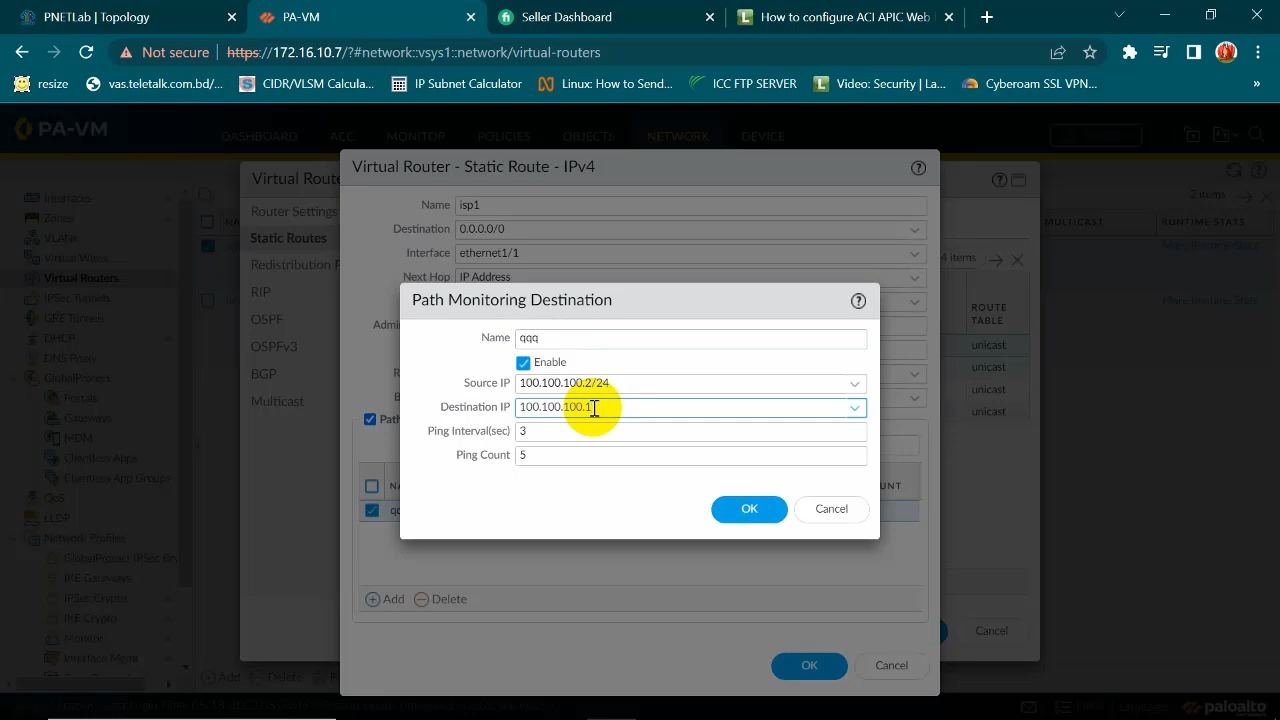 PNETLab | Topology
PA-VM
Seller Dashboard
How to configure ACI APIC Web
Not secure
https://172.16.10.7/?#network::vsys1::network/virtual-routers
resize
vas.teletalk.com.bd/...
CIDR/VLSM Calcula...
IP Subnet Calculator
Linux: How to Send...
ICC FTP SERVER
Video: Security | La...
Cyberoam SSL VPN...
»
PA-VM
DASHBOARD
ACC
MONITOR
POLICIES
OBJECTS
NETWORK
DEVICE
Interfaces
Zones
VLANs
Virtual Wires
Virtual Routers
IPSec Tunnels
GRE Tunnels
DHCP
DNS Proxy
GlobalProtect
Portals
Gateways
MDM
Clientless Apps
Clientless App Groups
QoS
LLDP
Network Profiles
GlobalProtect IPSec Cry
IKE Gateways
IPSec Crypto
IKE Crypto
Monitor
Interface Mgmt
Virtual Route
Router Settings
Static Routes
Redistribution P
RIP
OSPF
OSPFv3
BGP
Multicast
Virtual Router - Static Route - IPv4
Name isp1
Destination 0.0.0.0/0
Interface ethernet1/1
Next Hop IP Address
Admi
Path
Path Monitoring Destination
Name qqq
Enable
Source IP 100.100.100.2/24
Destination IP 100.100.100.1
Ping Interval(sec) 3
Ping Count 5
OK
Cancel
UNT
Add
Delete
OK
Cancel
4 items
ROUTE
TABLE
unicast
unicast
unicast
unicast
Cancel
2 items
MULTICAST
RUNTIME STATS
More Runtime Stats
More Runtime Stats
Add
Delete
paloalto